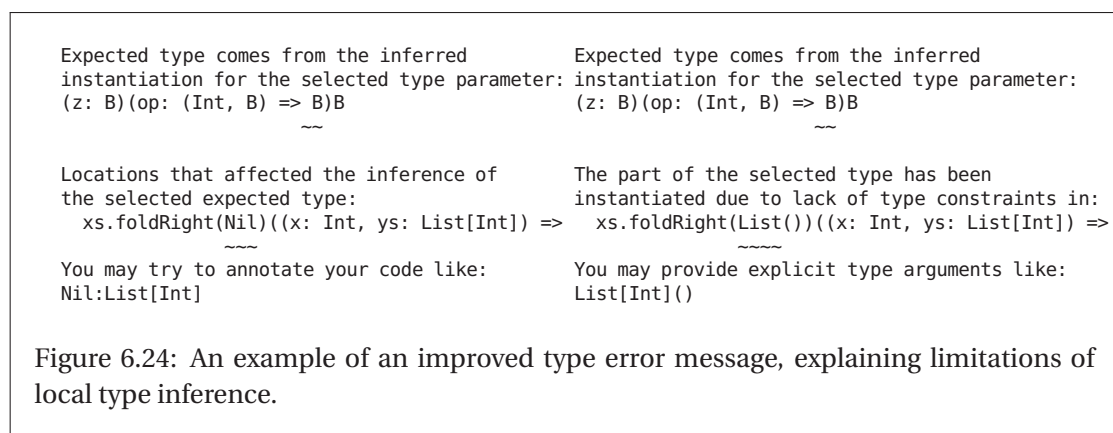 Expected type comes from the inferred
instantiation for the selected type parameter:
(z: B)(op: (Int, B) => B)B
~~
Locations that affected the inference of
the selected expected type:
xs.foldRight(Nil)((x: Int, ys: List[Int]) =>
~~~
You may try to annotate your code like:
Nil:List[Int]
Expected type comes from the inferred
instantiation for the selected type parameter:
(z: B)(op: (Int, B) => B)B
~~
The part of the selected type has been
instantiated due to lack of type constraints in:
xs.foldRight(List())((x: Int, ys: List[Int]) =>
~~~~
You may provide explicit type arguments like:
List[Int]()
Figure 6.24: An example of an improved type error message, explaining limitations of
local type inference.